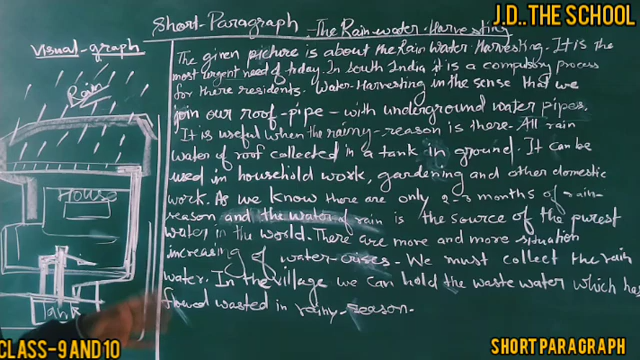 Short-Paragraph - The Rain-water-Harvesting
J.D..THE SCHOOL
visual-graph
Rain
House
Tank
The given picture is about the Rain Water Harvesting. It is the
most urgent need of today. In South India it is a compulsory process
for there residents. Water-Harvesting in the sense that we
join our roof-pipe - with underground water pipes.
It is useful when the rainy-reason is there. All rain
water of roof collected in a tank in ground. It can be
used in household work, gardening and other domestic
work. As we know there are only 2-3 months of rain-
reason and the water of rain is the source of the purest
water in the world. There are more and more situation
increasing of water-crises. We must collect the rain
water. In the village we can hold the waste water which has
flowed wasted in rainy-reason.
CLASS-9 AND 10
SHORT PARAGRAPH